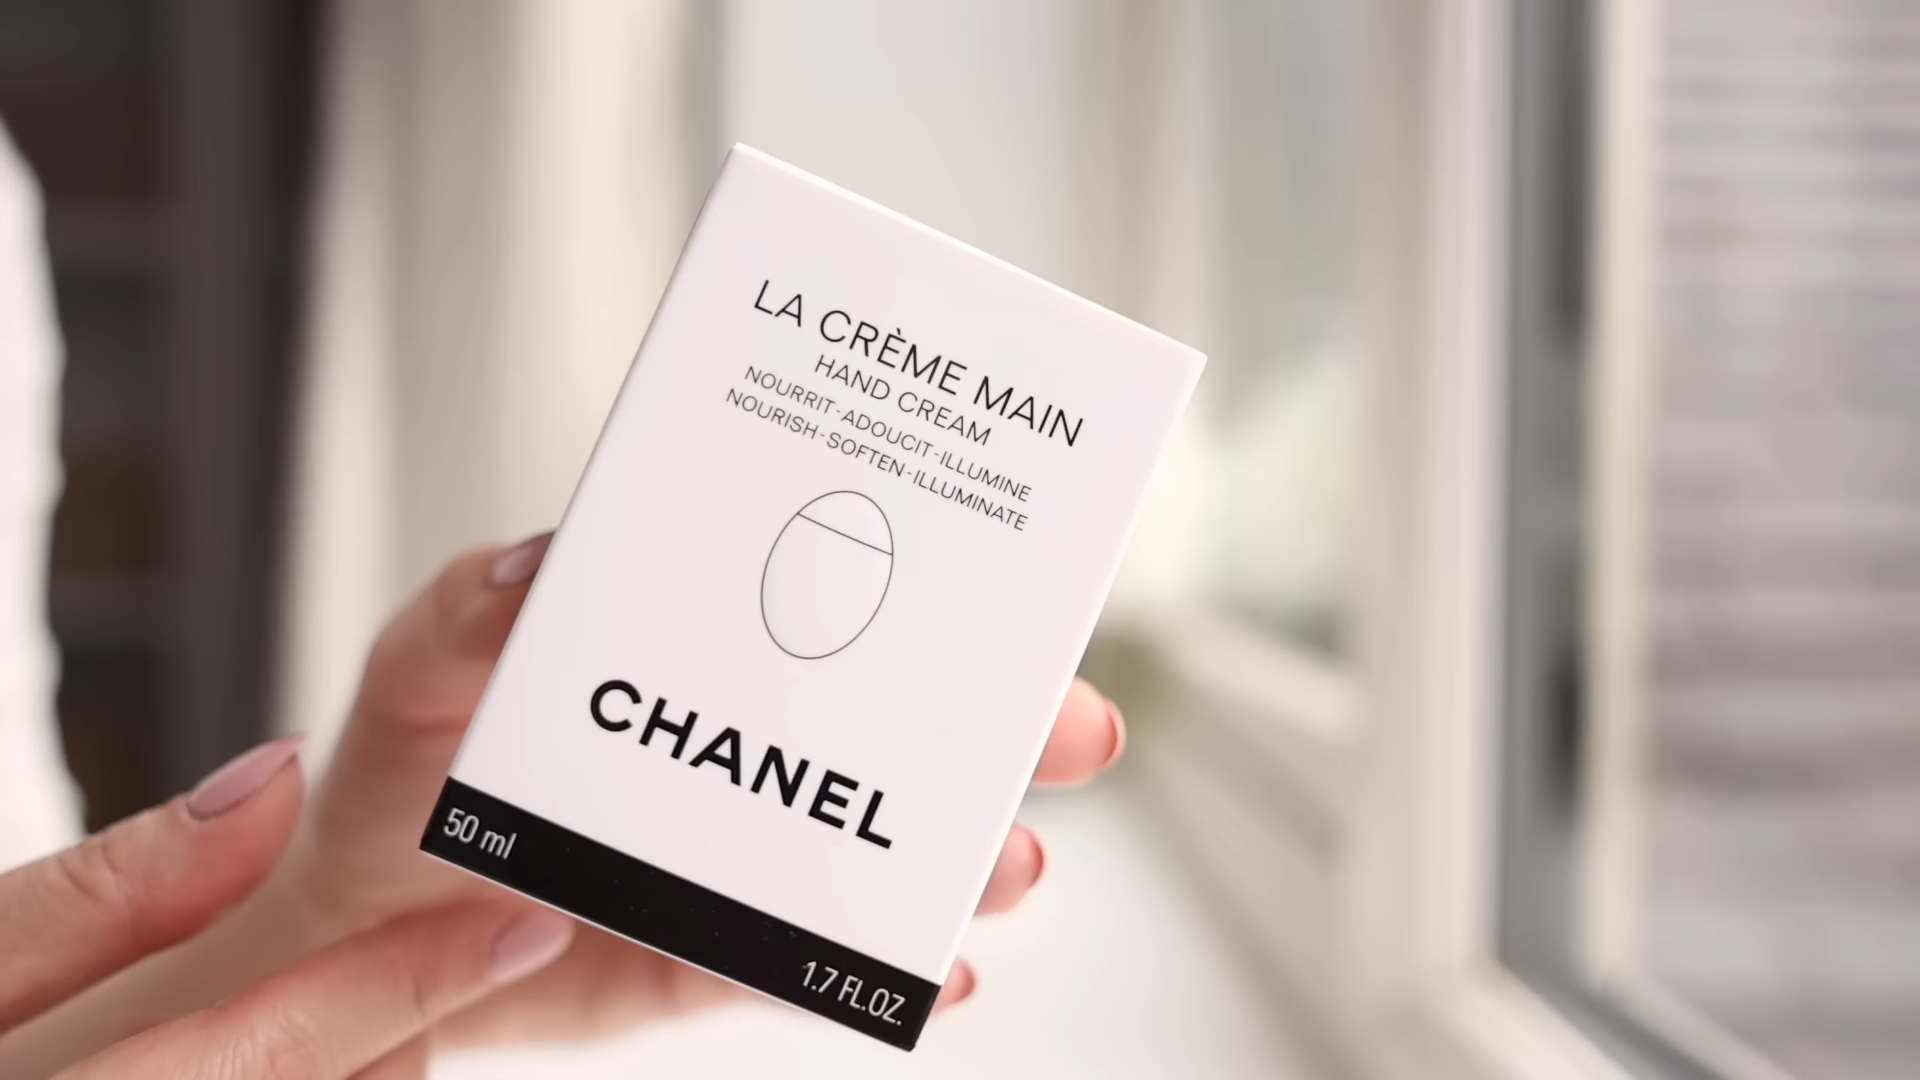 LA CRÈME MAIN
HAND CREAM
NOURRIT-ADOUCIT-ILLUMINE
NOURISH-SOFTEN-ILLUMINATE
CHANEL
50 ml
1.7 FL.OZ.